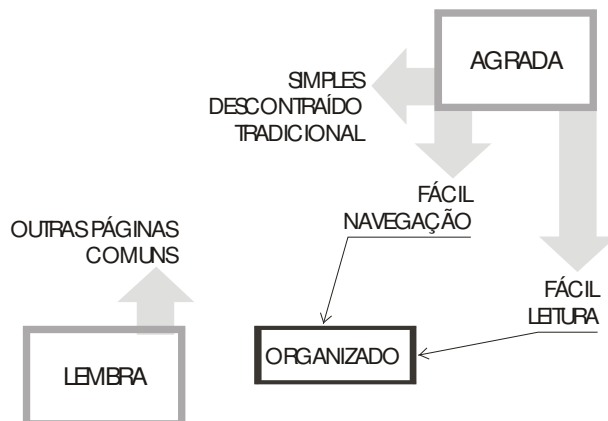 AGRADA
SIMPLES
DESCONTRAÍDO
TRADICIONAL
FÁCIL
NAVEGAÇÃO
OUTRAS PÁGINAS
COMUNS
FÁCIL
LEITURA
ORGANIZADO
LEMBRA